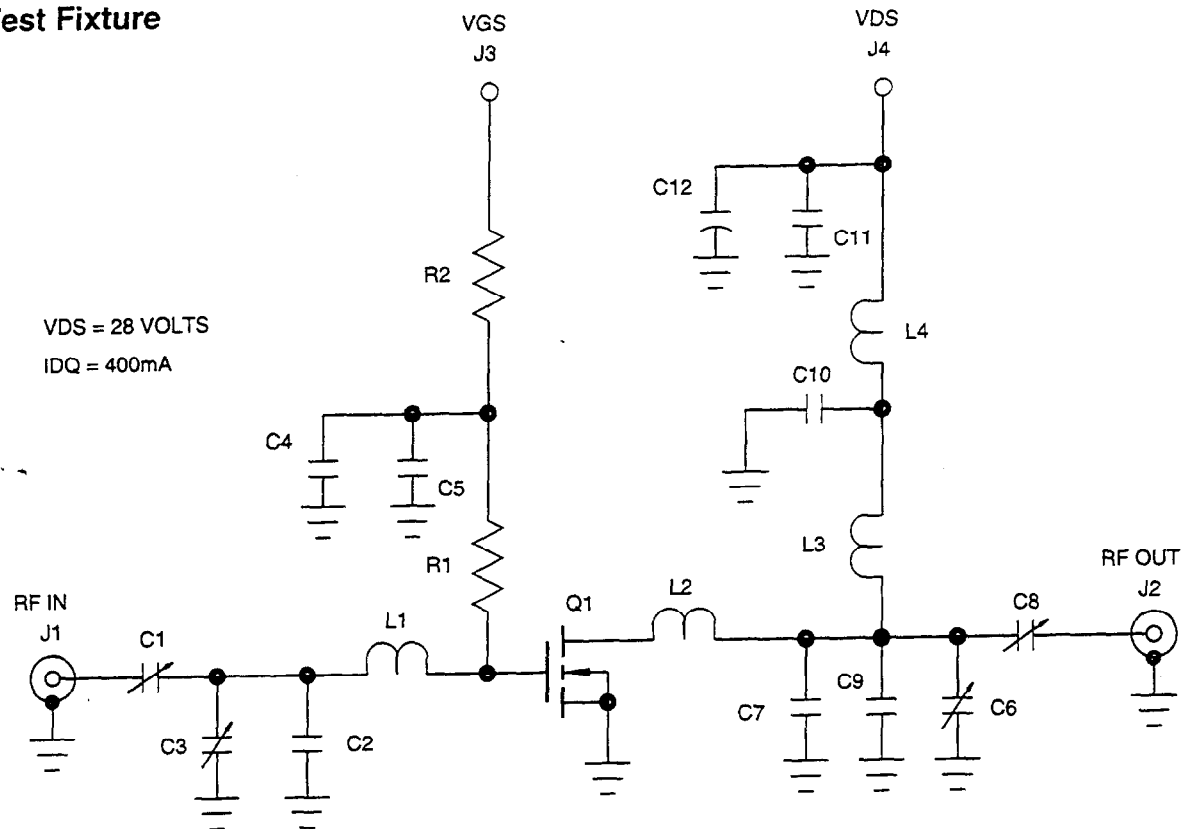 Test Fixture
VGS
J3
VDS
J4
C12
C11
R2
L4
VDS = 28 VOLTS
IDQ = 400mA
C10
C4
C5
L3
R1
RF OUT
J2
RF IN
J1
C1
L1
Q1
L2
C8
C3
C2
C7
C9
C6